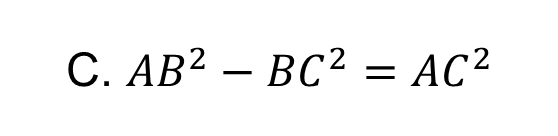 C. AB² − BC² = AC²